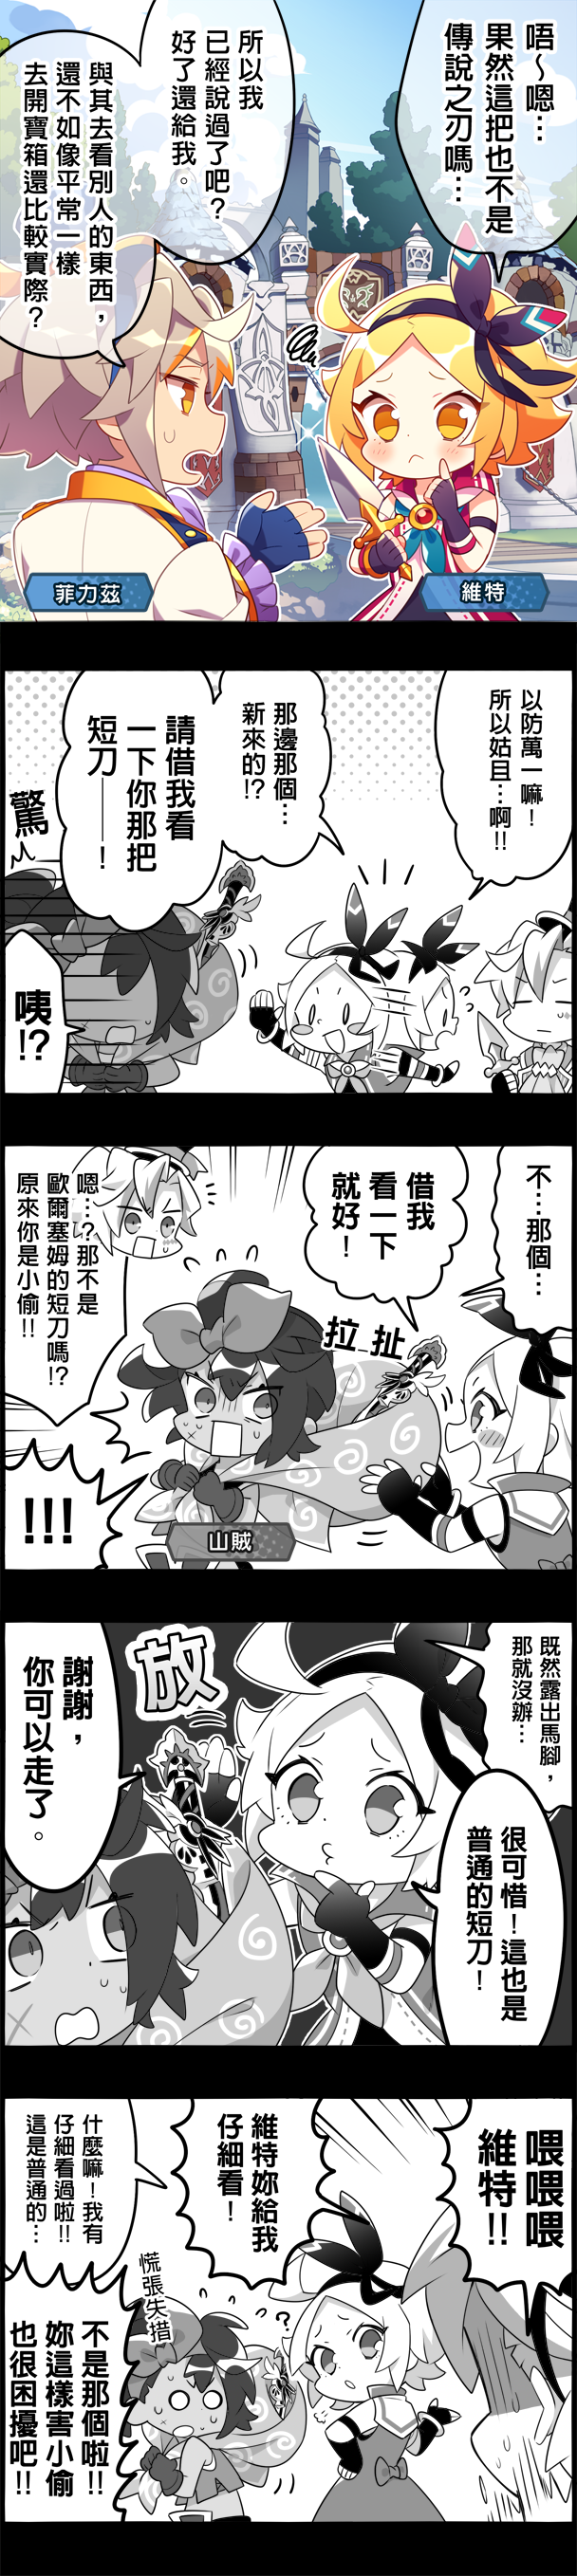 唔～嗯…
果然這把也不是
傳說之刃嗎…
所以我
已經說過了吧？
好了還給我。
與其去看別人的東西，
還不如像平常一樣
去開寶箱還比較實際？
菲力茲
維特
以防萬一嘛！
所以姑且…啊!!
那邊那個…
新來的!?
請借我看
一下你那把
短刀——！
驚
咦!?
不…那個…
借我
看一下
就好！
拉_扯
嗯…？那不是
歐爾塞姆的短刀嗎!?
原來你是小偷!!
!!!
山賊
既然露出馬腳，
那就沒辦…
很可惜！這也是
普通的短刀！
放
謝謝，
你可以走了。
喂喂喂
維特!!
維特妳給我
仔細看！
什麼嘛！我有
仔細看過啦!!
這是普通的…
慌張失措
?
不是那個啦!!
妳這樣害小偷
也很困擾吧!!